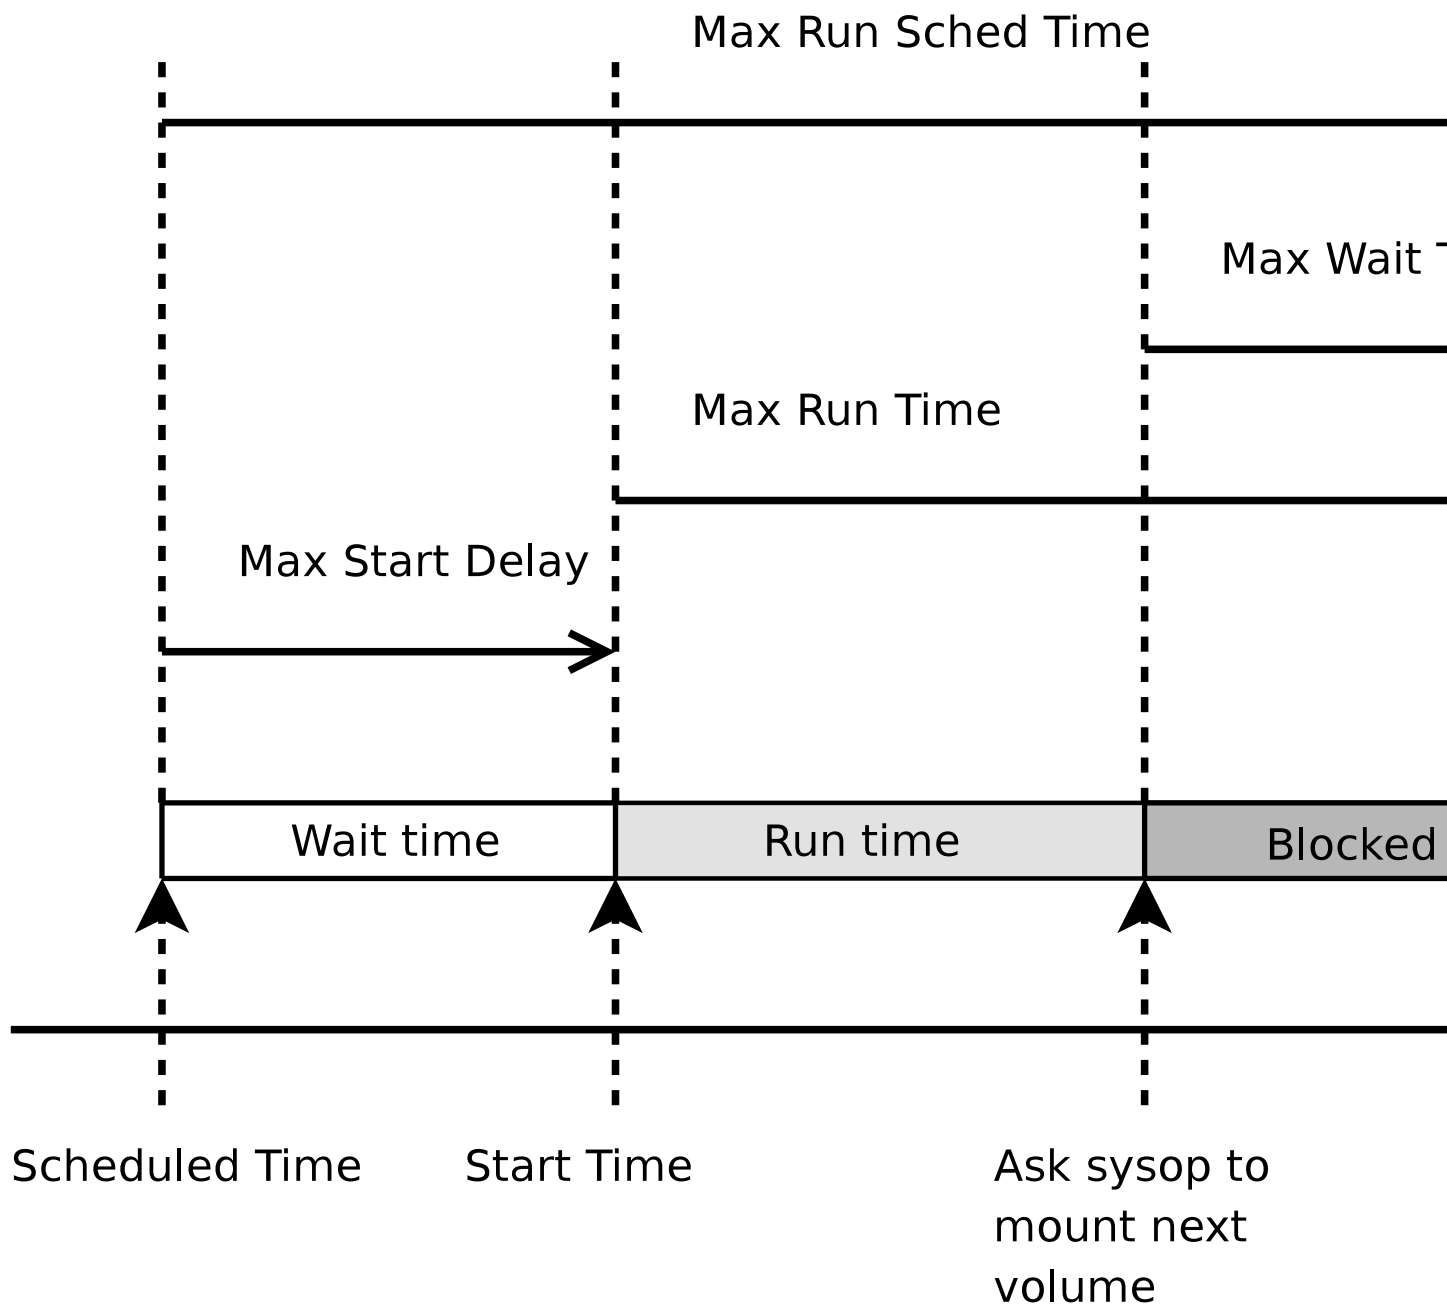 Max Run Sched Time
Max Wait
Max Run Time
Max Start Delay
Wait time
Run time
Blocked
Scheduled Time
Start Time
Ask sysop to
mount next
volume